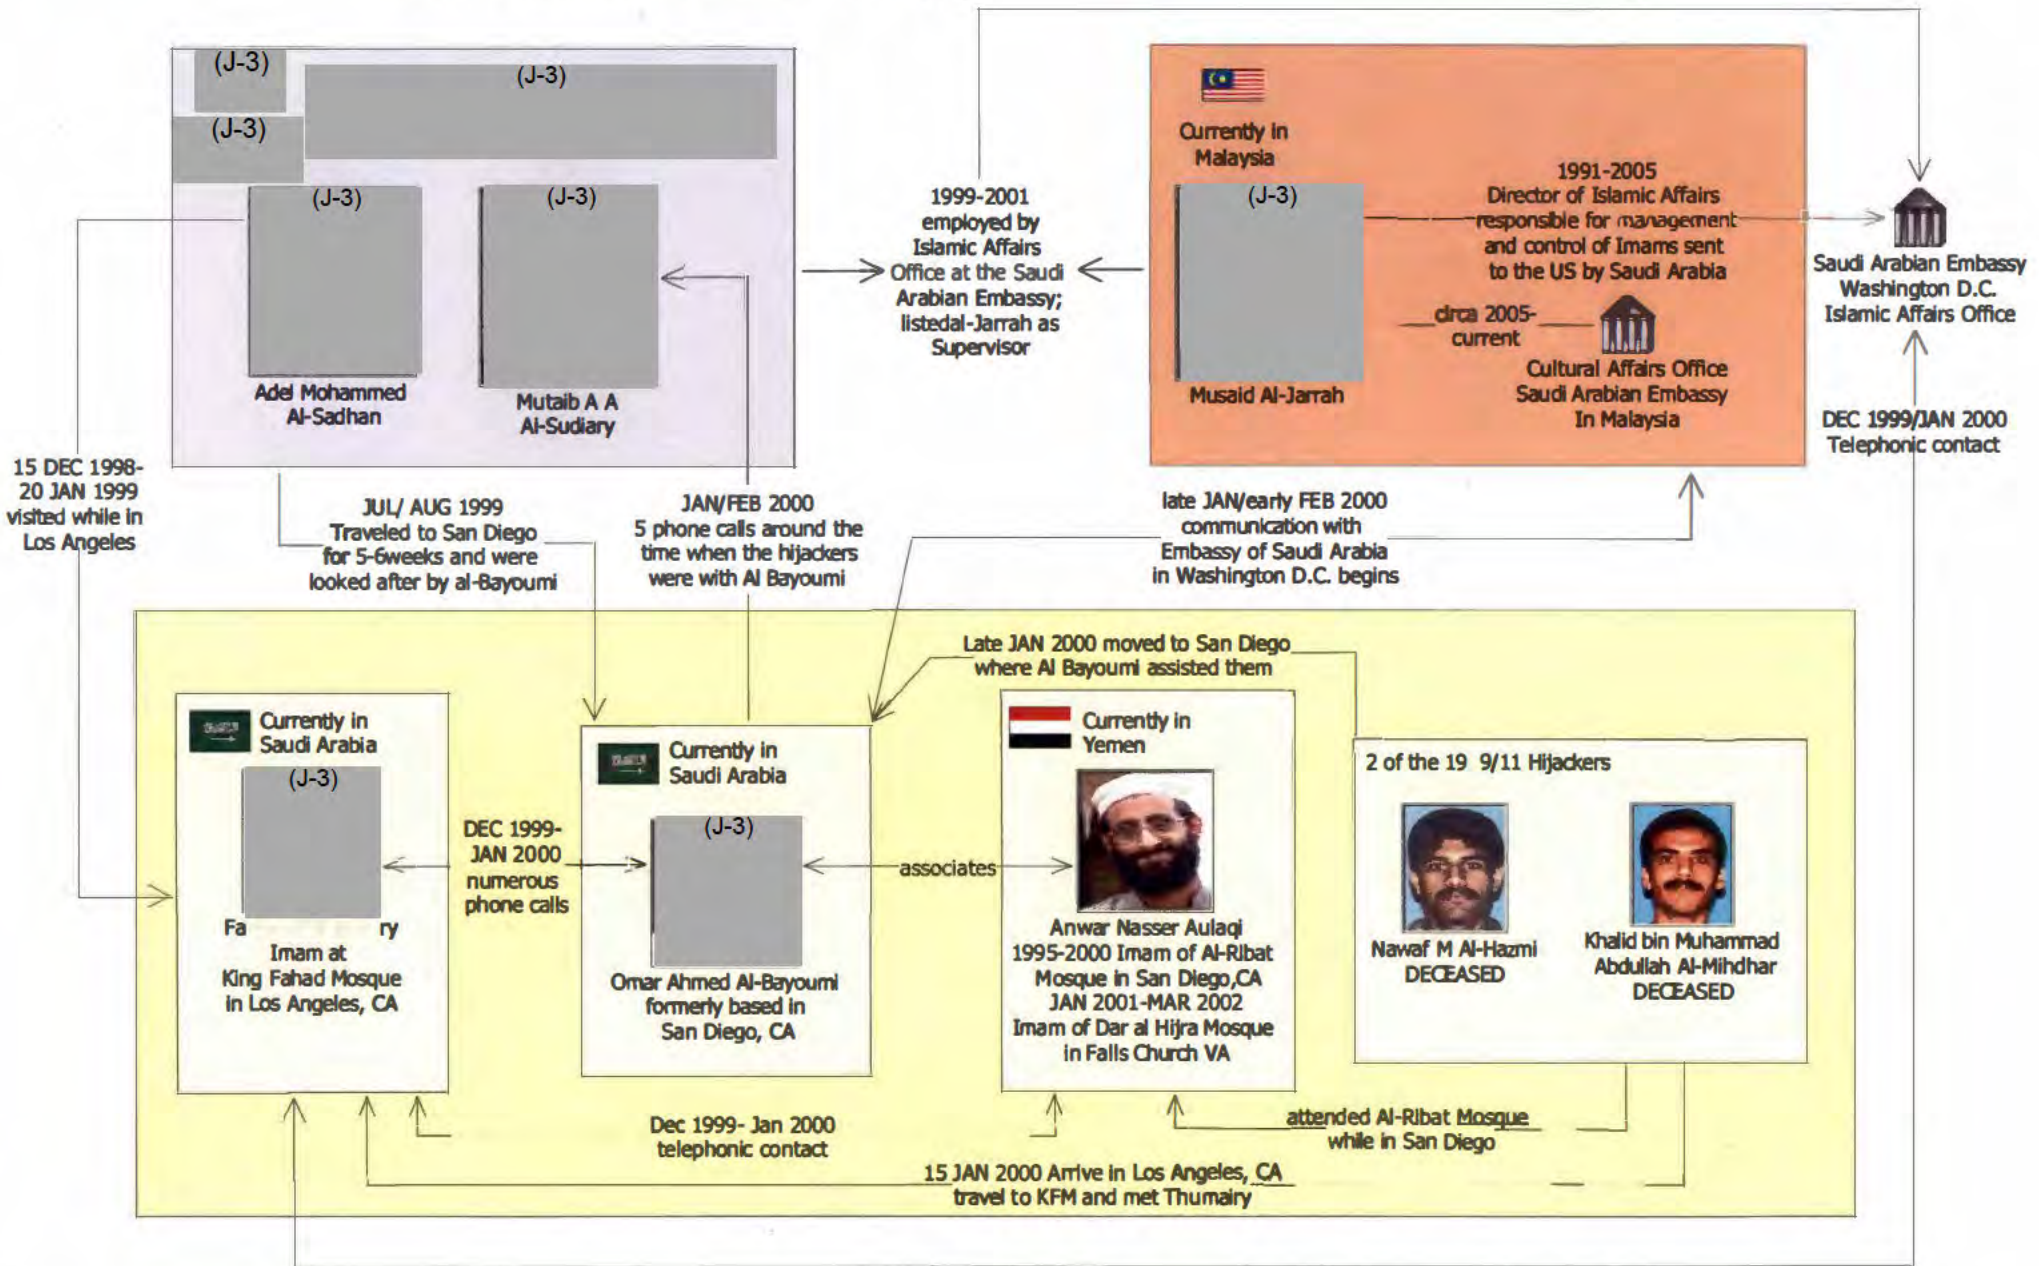 (J-3)
(J-3)
(J-3)
(J-3)
(J-3)
Adel Mohammed
Al-Sadhan
Mutaib A A
Al-Sudiary
1999-2001
employed by
Islamic Affairs
Office at the Saudi
Arabian Embassy;
listedal-Jarrah as
Supervisor
Currently in
Malaysia
(J-3)
Musaid Al-Jarrah
1991-2005
Director of Islamic Affairs
responsible for management
and control of Imams sent
to the US by Saudi Arabia
circa 2005-
current
Cultural Affairs Office
Saudi Arabian Embassy
In Malaysia
Saudi Arabian Embassy
Washington D.C.
Islamic Affairs Office
DEC 1999/JAN 2000
Telephonic contact
15 DEC 1998-
20 JAN 1999
visited while in
Los Angeles
JUL/ AUG 1999
Traveled to San Diego
for 5-6weeks and were
looked after by al-Bayoumi
JAN/FEB 2000
5 phone calls around the
time when the hijackers
were with Al Bayoumi
late JAN/early FEB 2000
communication with
Embassy of Saudi Arabia
in Washington D.C. begins
Late JAN 2000 moved to San Diego
where Al Bayoumi assisted them
Currently in
Saudi Arabia
(J-3)
Fa ry
Imam at
King Fahad Mosque
in Los Angeles, CA
DEC 1999-
JAN 2000
numerous
phone calls
Currently in
Saudi Arabia
(J-3)
Omar Ahmed Al-Bayoumi
formerly based in
San Diego, CA
associates
Currently in
Yemen
Anwar Nasser Aulaqi
1995-2000 Imam of Al-Ribat
Mosque in San Diego,CA
JAN 2001-MAR 2002
Imam of Dar al Hijra Mosque
in Falls Church VA
2 of the 19 9/11 Hijackers
Nawaf M Al-Hazmi
DECEASED
Khalid bin Muhammad
Abdullah Al-Mihdhar
DECEASED
Dec 1999- Jan 2000
telephonic contact
attended Al-Ribat Mosque
while in San Diego
15 JAN 2000 Arrive in Los Angeles, CA
travel to KFM and met Thumairy